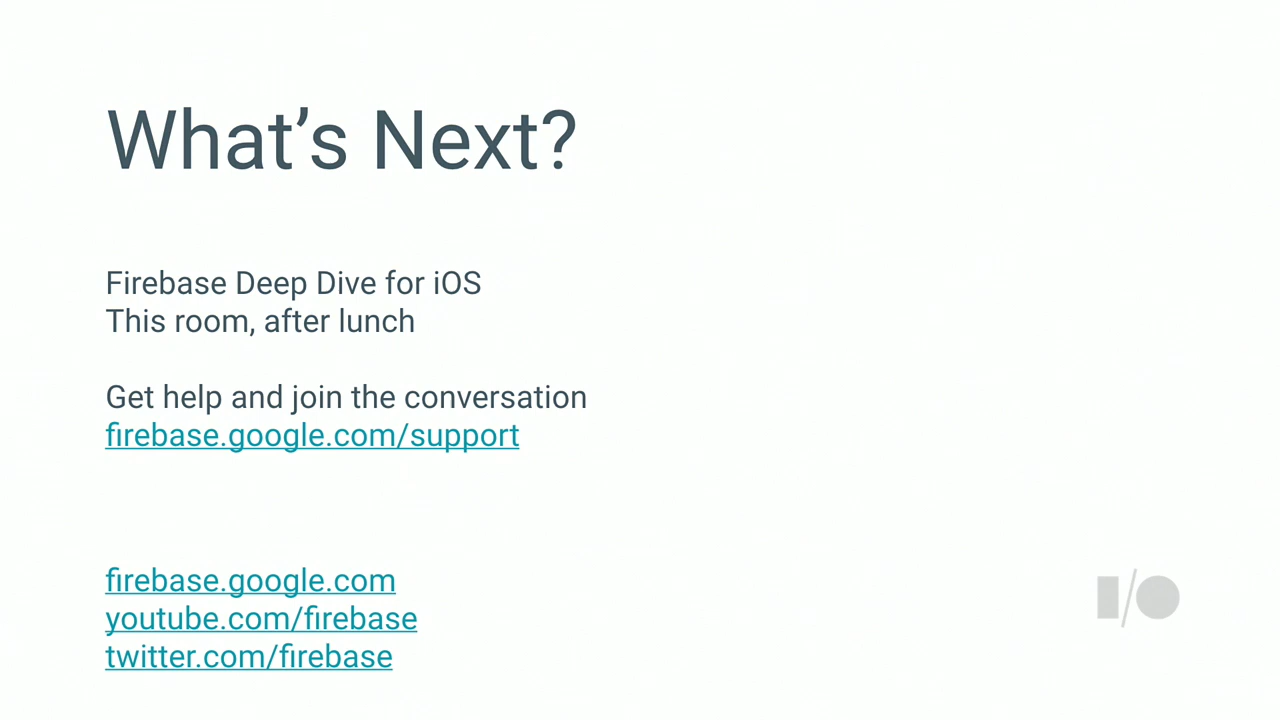 What’s Next?
Firebase Deep Dive for iOS
This room, after lunch
Get help and join the conversation
firebase.google.com/support
firebase.google.com
youtube.com/firebase
twitter.com/firebase
I/O